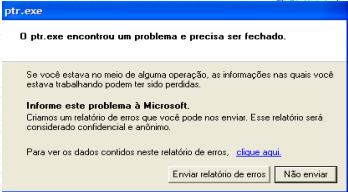 ptr.exe
O ptr.exe encontrou um problema e precisa ser fechado.
Se você estava no meio de alguma operação, as informações nas quais você
estava trabalhando podem ter sido perdidas.
Informe este problema à Microsoft.
Criamos um relatório de erros que você pode nos enviar. Esse relatório será
considerado confidencial e anônimo.
Para ver os dados contidos neste relatório de erros, clique aqui.
Enviar relatório de erros Não enviar